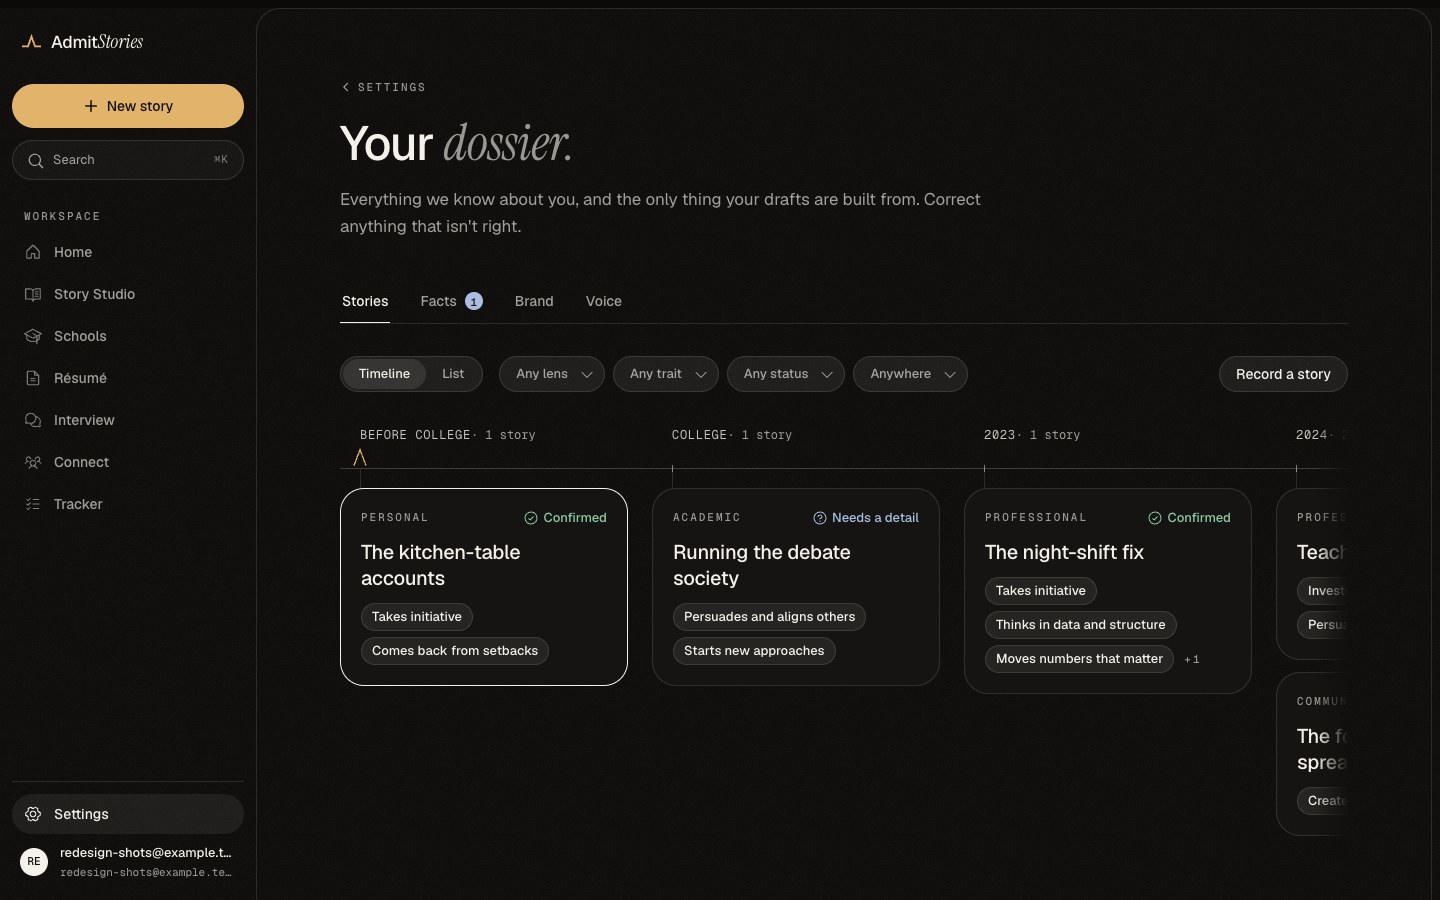 AdmitStories
New story
Search ⌘K
WORKSPACE
Home
Story Studio
Schools
Résumé
Interview
Connect
Tracker
Settings
RE
redesign-shots@example.t…
redesign-shots@example.te…
SETTINGS
Your dossier.
Everything we know about you, and the only thing your drafts are built from. Correct
anything that isn't right.
Stories Facts 1 Brand Voice
Timeline List Any lens Any trait Any status Anywhere Record a story
BEFORE COLLEGE· 1 story
PERSONAL Confirmed
The kitchen-table
accounts
Takes initiative
Comes back from setbacks
COLLEGE· 1 story
ACADEMIC Needs a detail
Running the debate
society
Persuades and aligns others
Starts new approaches
2023· 1 story
PROFESSIONAL Confirmed
The night-shift fix
Takes initiative
Thinks in data and structure
Moves numbers that matter +1
2024·
The